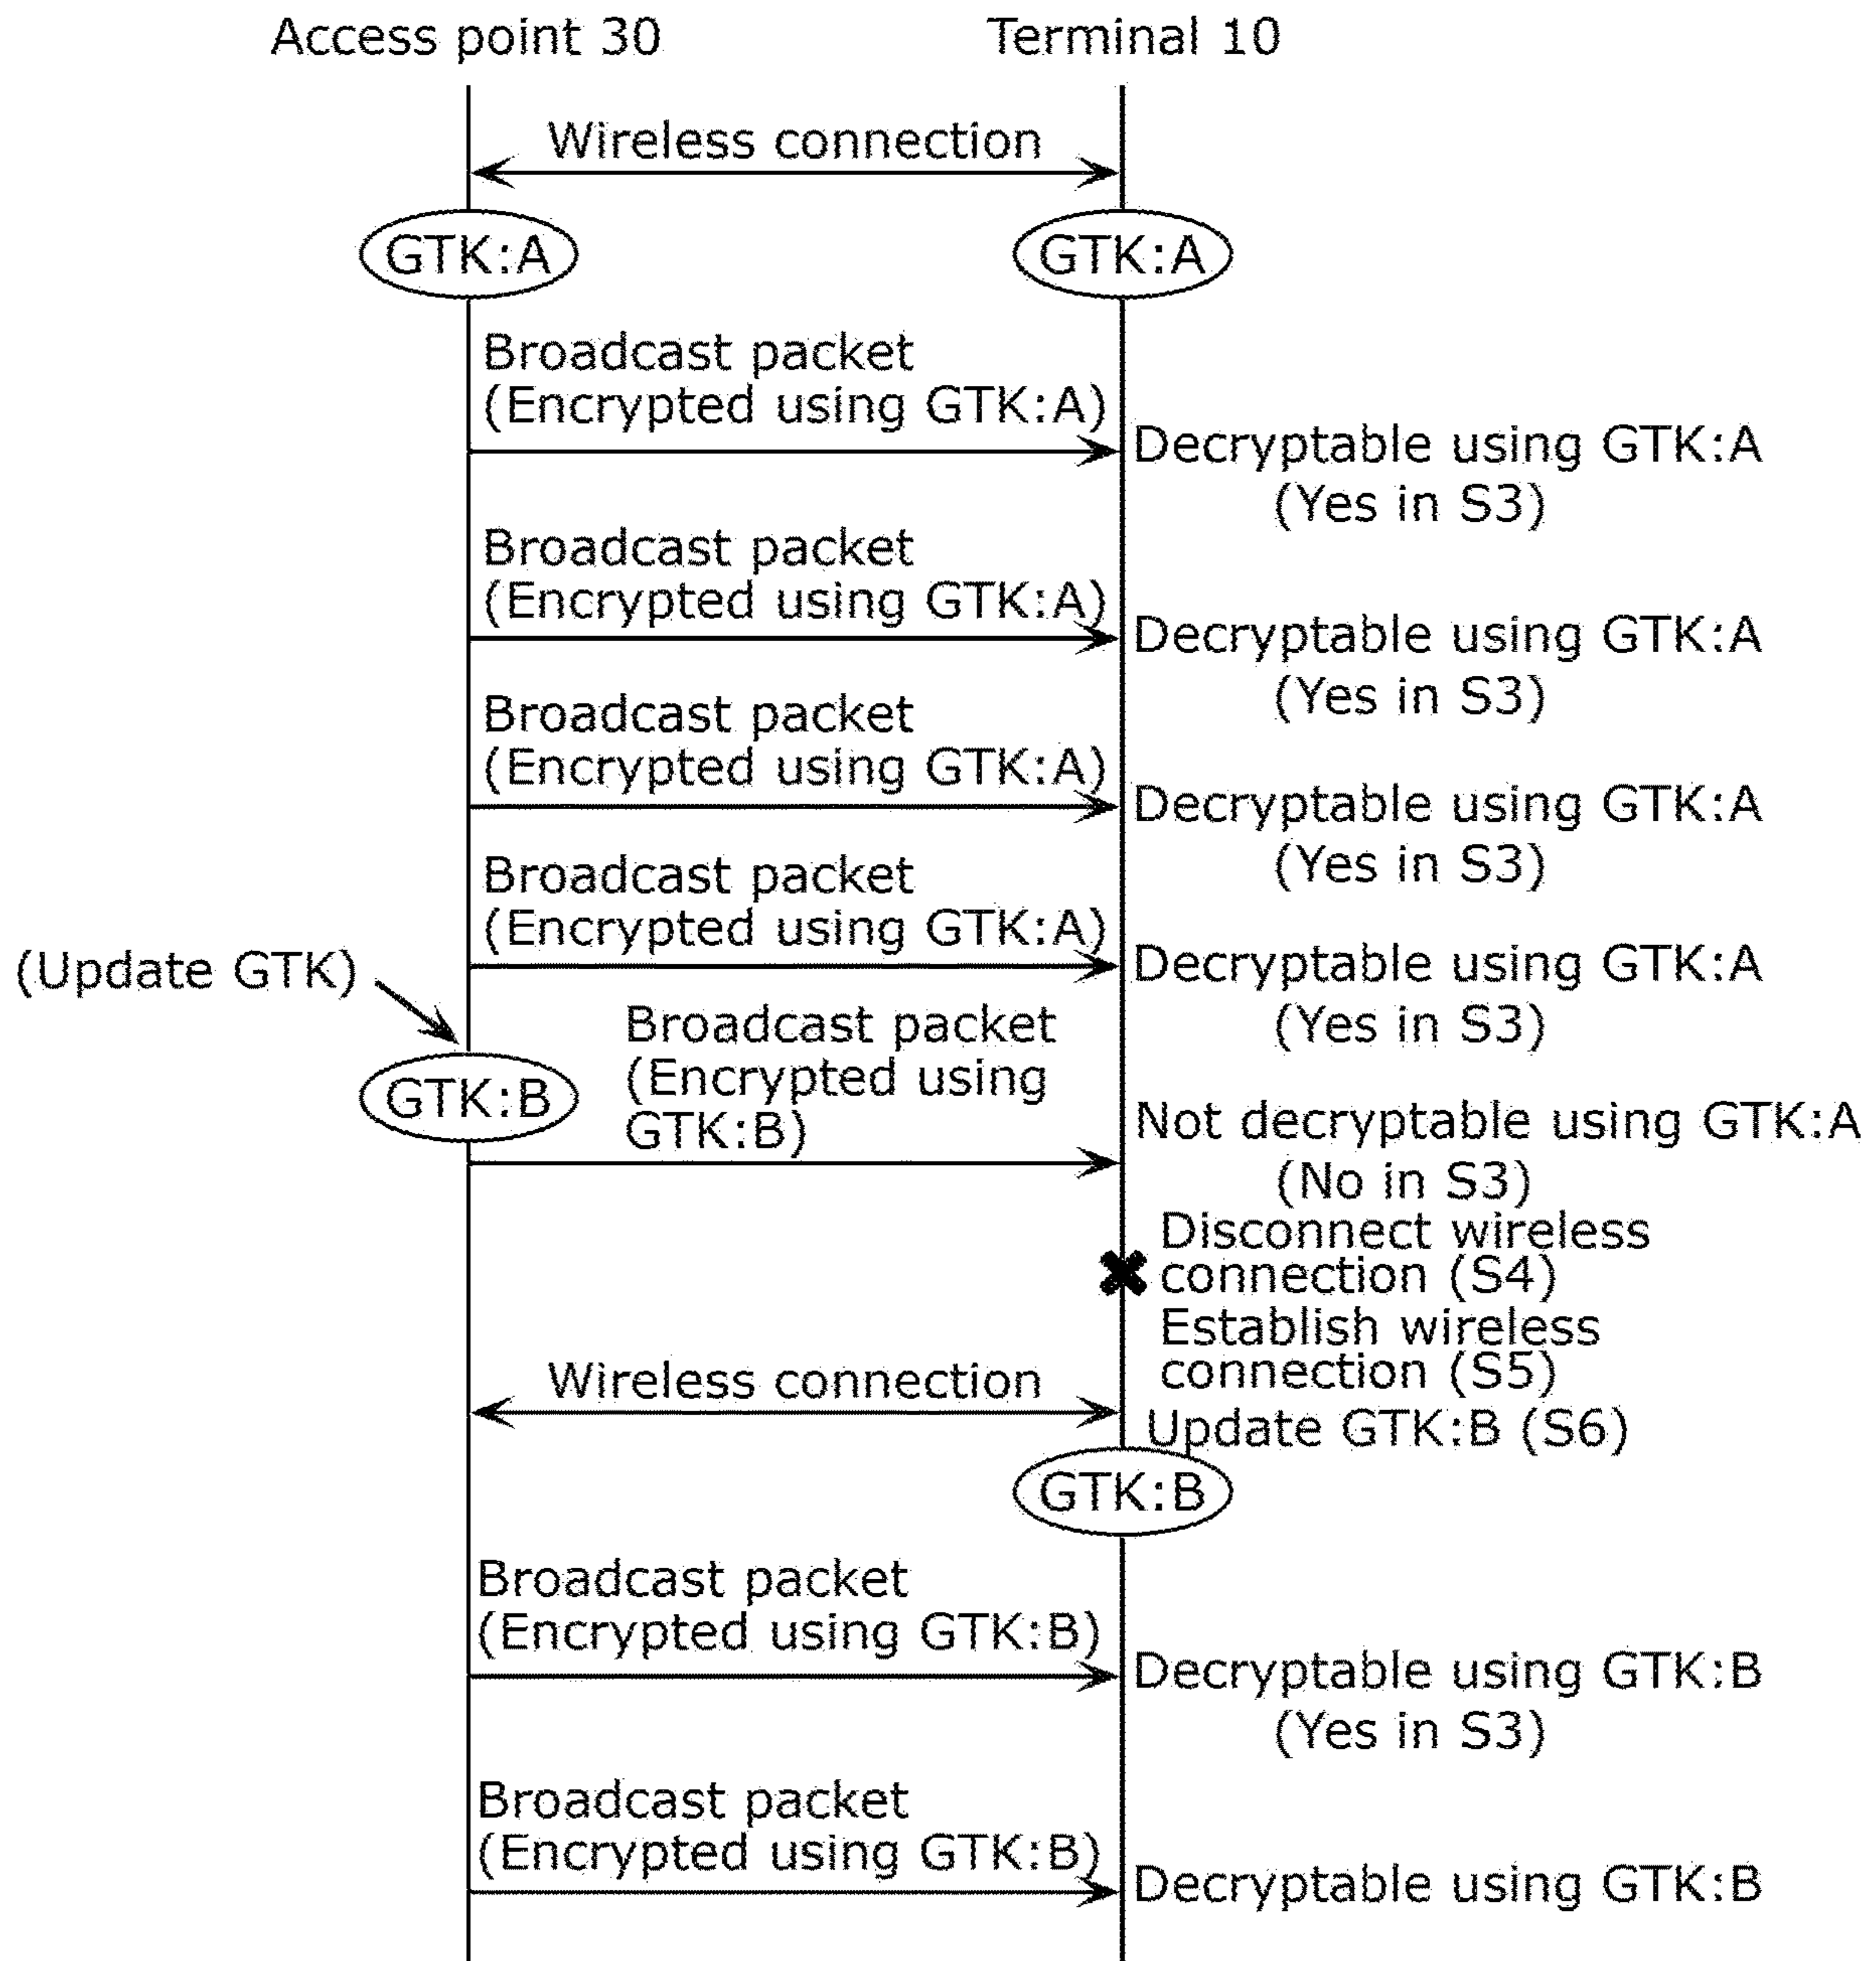 Access point 30
Terminal 10
Wireless connection
GTK:A
GTK:A
Broadcast packet
(Encrypted using GTK:A)
Decryptable using GTK:A
(Yes in S3)
Broadcast packet
(Encrypted using GTK:A)
Decryptable using GTK:A
(Yes in S3)
Broadcast packet
(Encrypted using GTK:A)
Decryptable using GTK:A
(Yes in S3)
Broadcast packet
(Encrypted using GTK:A)
Decryptable using GTK:A
(Yes in S3)
(Update GTK)
GTK:B
Broadcast packet
(Encrypted using
GTK:B)
Not decryptable using GTK:A
(No in S3)
Disconnect wireless
connection (S4)
Establish wireless
connection (S5)
Wireless connection
Update GTK:B (S6)
GTK:B
Broadcast packet
(Encrypted using GTK:B)
Decryptable using GTK:B
(Yes in S3)
Broadcast packet
(Encrypted using GTK:B)
Decryptable using GTK:B